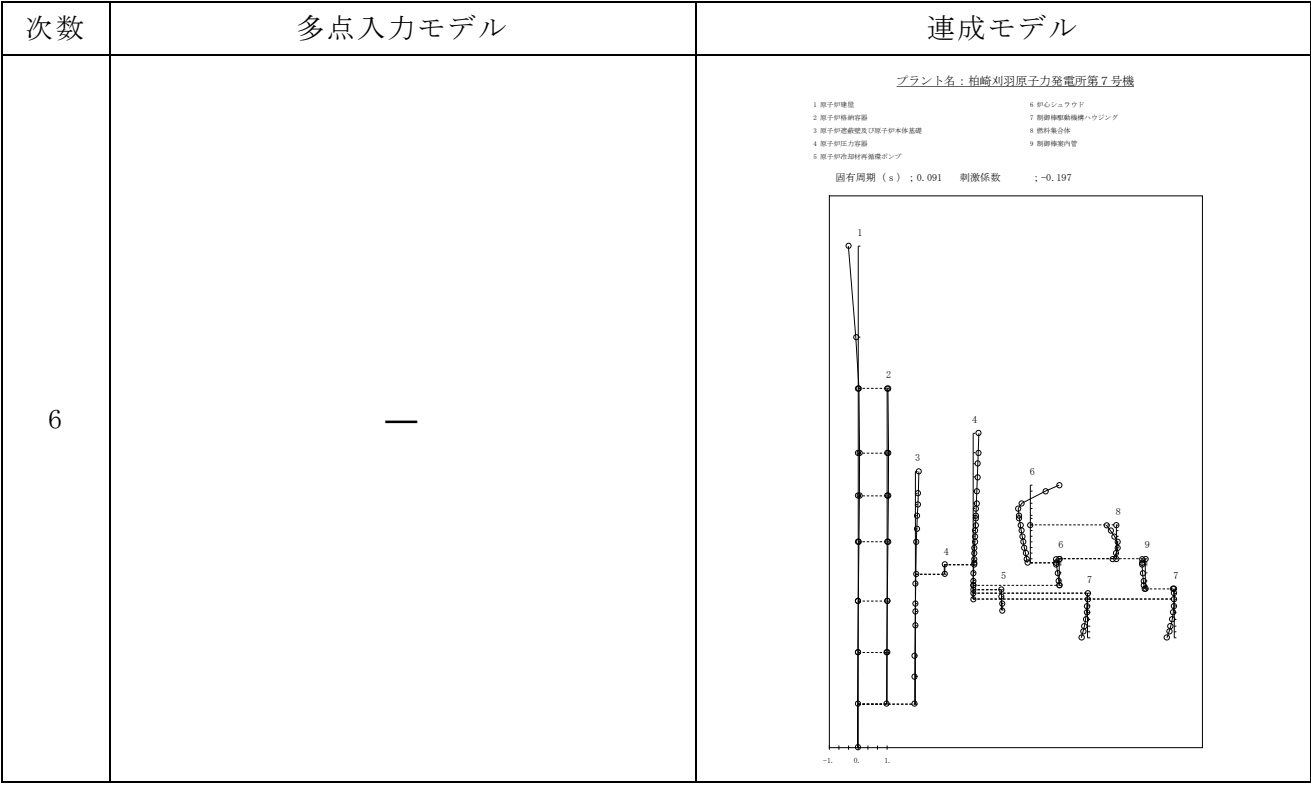 次数 多点入力モデル 連成モデル
プラント名：柏崎刈羽原子力発電所第７号機
1 原子炉建屋 6 炉心シュラウド
2 原子炉格納容器 7 制御棒駆動機構ハウジング
3 原子炉遮蔽壁及び原子炉本体基礎 8 燃料集合体
4 原子炉圧力容器 9 制御棒案内管
5 原子炉冷却材再循環ポンプ
固有周期（ｓ）；0.091 刺激係数 ；-0.197
1
2
4
3
6
8
6 — 4 6 9
5 7 7
-1. 0. 1.